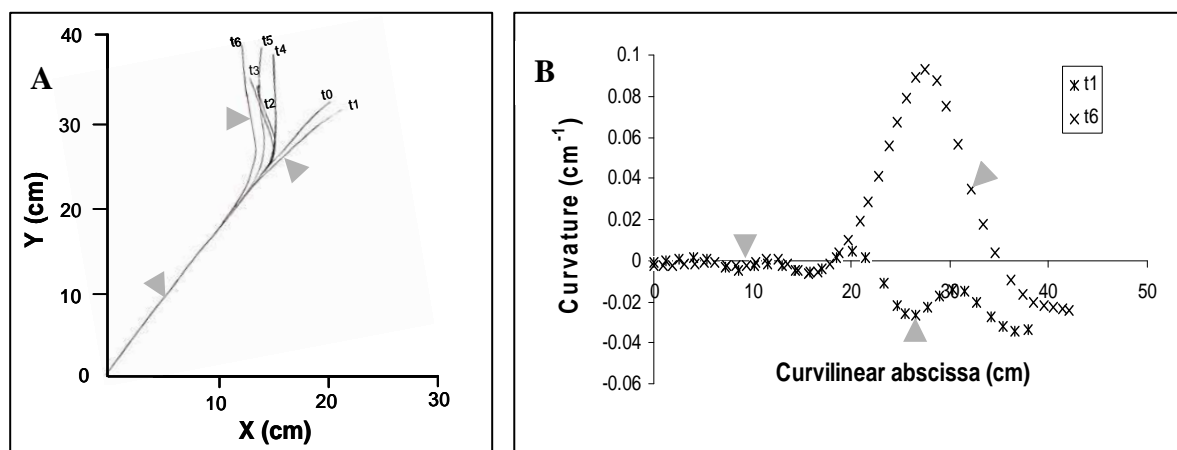 A
40
30
20
10
0
Y (cm)
t6
t5
t4
t3
t2
t0
t1
10
20
30
X (cm)
B
0.1
0.08
0.06
0.04
0.02
0
-0.02
-0.04
-0.06
Curvature (cm-1)
t1
t6
0 10 20 30 40 50
Curvilinear abscissa (cm)